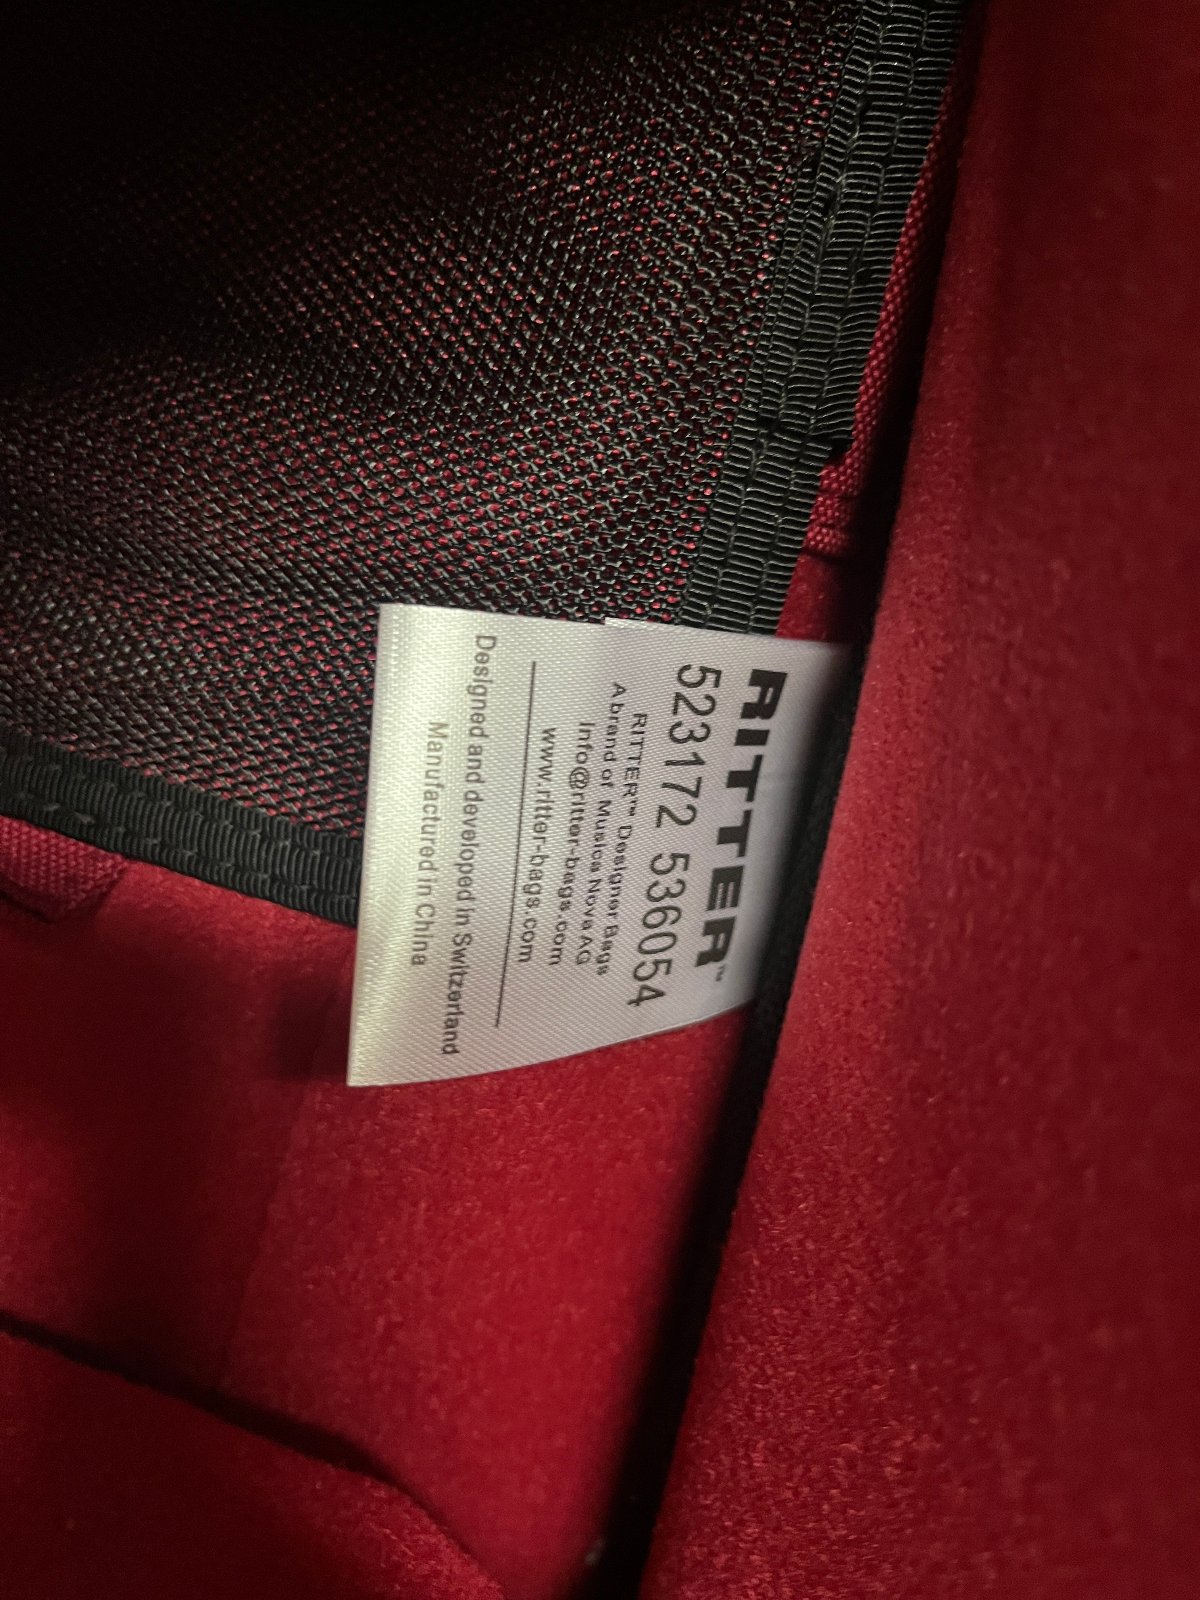 RITTER™
523172 536054
RITTER™ Designer Bags
A brand of Musica Nova AG
Info@ritter-bags.com
www.ritter-bags.com
Designed and developed in Switzerland
Manufactured in China